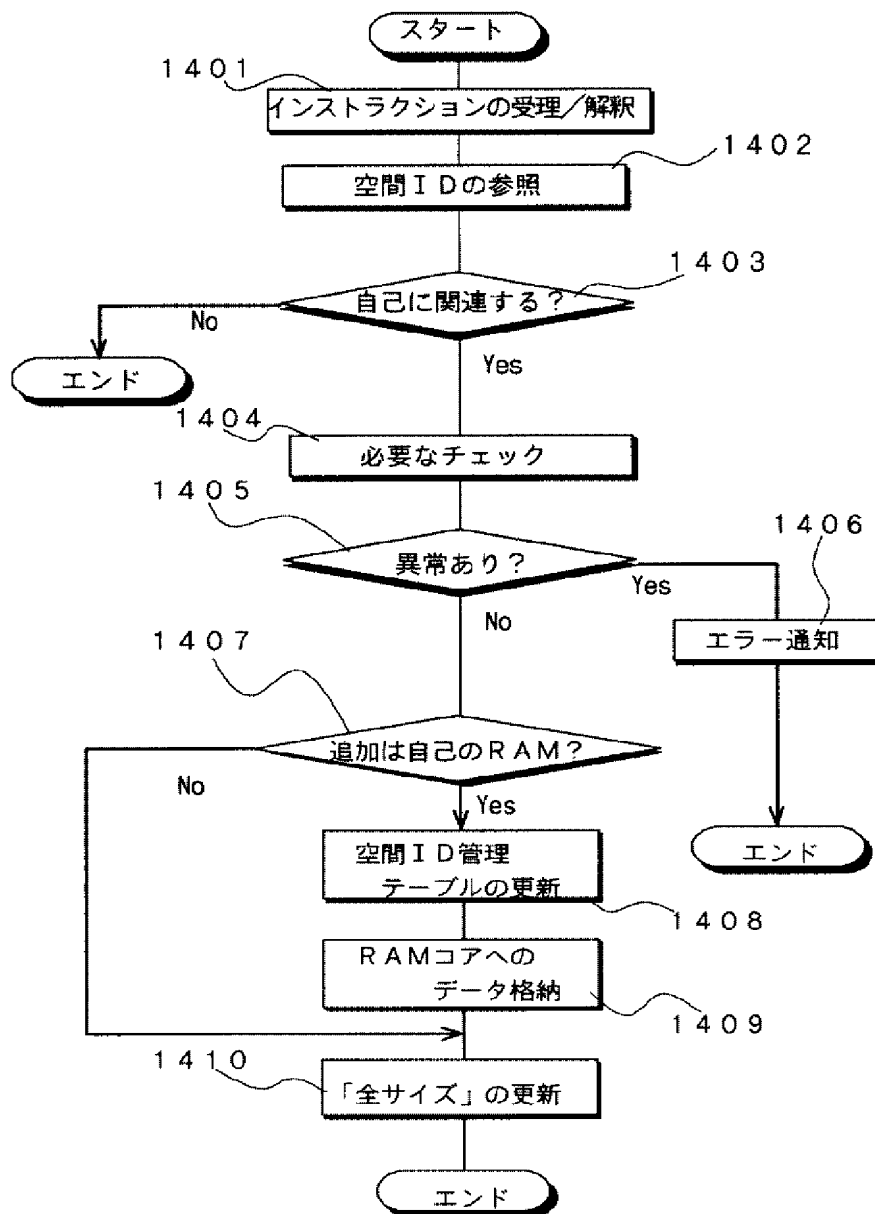 スタート
1401
インストラクションの受理／解釈
1402
空間IDの参照
1403
自己に関連する？
No
Yes
エンド
1404
必要なチェック
1405
異常あり？
1406
Yes
No
エラー通知
1407
追加は自己のRAM？
No
Yes
エンド
空間ID管理
テーブルの更新
1408
RAMコアへの
データ格納
1409
1410
「全サイズ」の更新
エンド